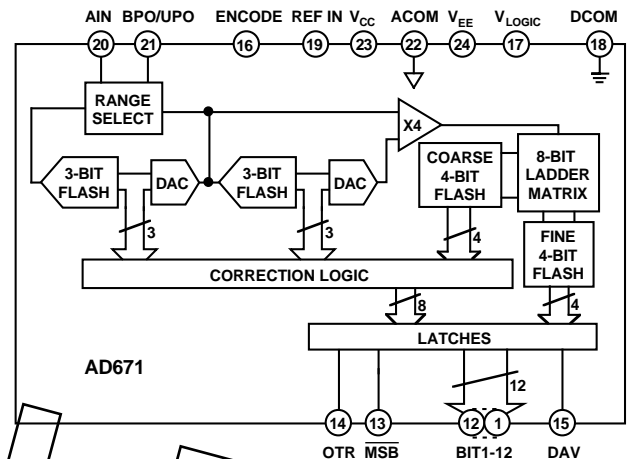 AIN BPO/UPO ENCODE REF IN VCC ACOM VEE VLOGIC DCOM
20 21 16 19 23 22 24 17 18
RANGE
SELECT
X4
3-BIT
FLASH
DAC
3-BIT
FLASH
DAC
COARSE
4-BIT
FLASH
8-BIT
LADDER
MATRIX
3
3
4
FINE
4-BIT
FLASH
CORRECTION LOGIC
8
4
LATCHES
AD671
12
14 13 12 1 15
OTR MSB BIT1-12 DAV